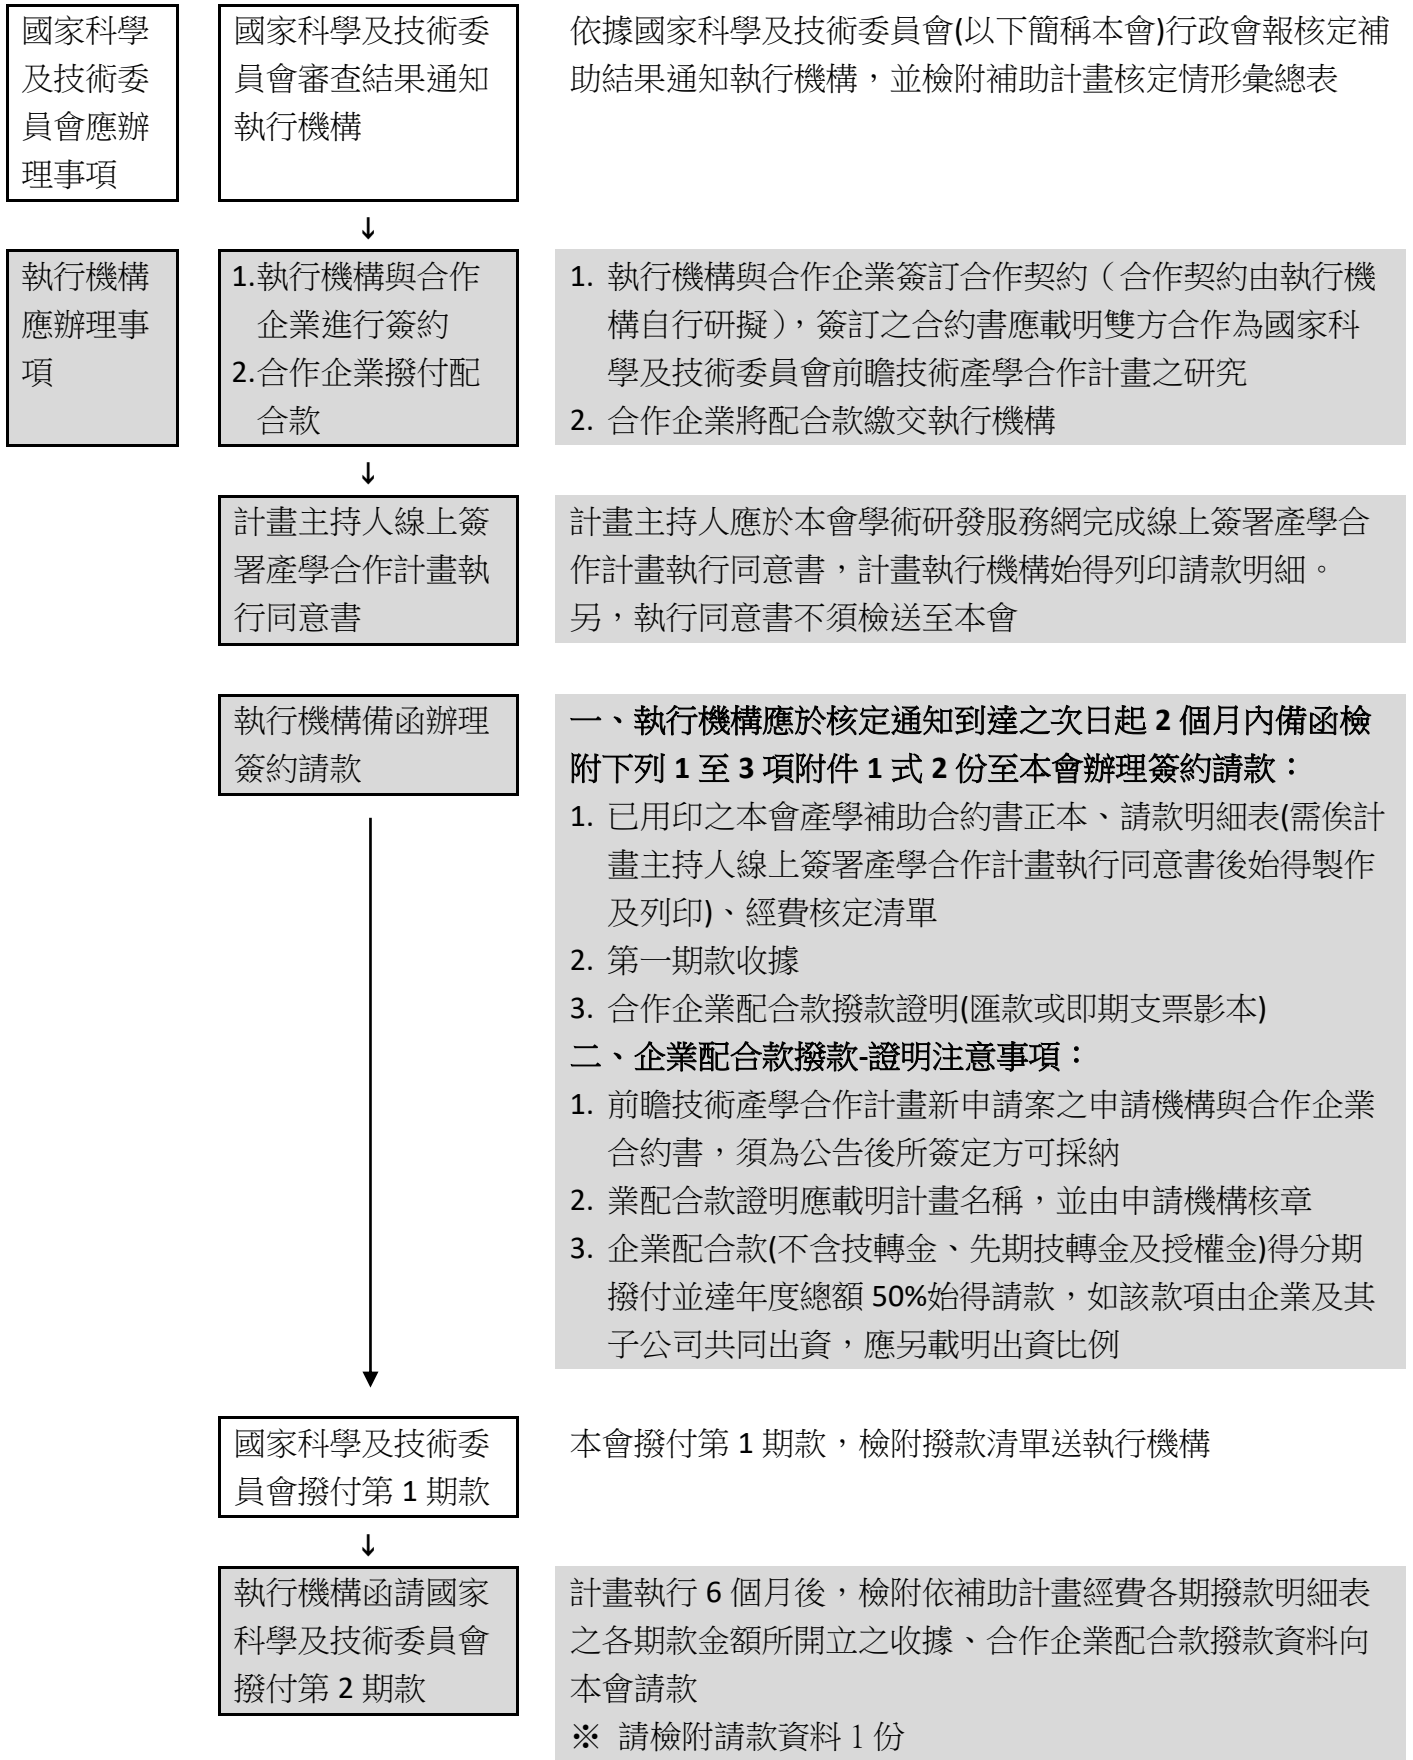 國家科學
及技術委
員會應辦
理事項
國家科學及技術委
員會審查結果通知
執行機構
依據國家科學及技術委員會(以下簡稱本會)行政會報核定補
助結果通知執行機構，並檢附補助計畫核定情形彙總表
↓
執行機構
應辦理事
項
1.執行機構與合作
企業進行簽約
2.合作企業撥付配
合款
1. 執行機構與合作企業簽訂合作契約（合作契約由執行機
構自行研擬），簽訂之合約書應載明雙方合作為國家科
學及技術委員會前瞻技術產學合作計畫之研究
2. 合作企業將配合款繳交執行機構
↓
計畫主持人線上簽
署產學合作計畫執
行同意書
計畫主持人應於本會學術研發服務網完成線上簽署產學合
作計畫執行同意書，計畫執行機構始得列印請款明細。
另，執行同意書不須檢送至本會
執行機構備函辦理
簽約請款
一、執行機構應於核定通知到達之次日起 2 個月內備函檢
附下列 1 至 3 項附件 1 式 2 份至本會辦理簽約請款：
1. 已用印之本會產學補助合約書正本、請款明細表(需俟計
畫主持人線上簽署產學合作計畫執行同意書後始得製作
及列印)、經費核定清單
2. 第一期款收據
3. 合作企業配合款撥款證明(匯款或即期支票影本)
二、企業配合款撥款-證明注意事項：
1. 前瞻技術產學合作計畫新申請案之申請機構與合作企業
合約書，須為公告後所簽定方可採納
2. 業配合款證明應載明計畫名稱，並由申請機構核章
3. 企業配合款(不含技轉金、先期技轉金及授權金)得分期
撥付並達年度總額 50%始得請款，如該款項由企業及其
子公司共同出資，應另載明出資比例
國家科學及技術委
員會撥付第 1 期款
本會撥付第 1 期款，檢附撥款清單送執行機構
↓
執行機構函請國家
科學及技術委員會
撥付第 2 期款
計畫執行 6 個月後，檢附依補助計畫經費各期撥款明細表
之各期款金額所開立之收據、合作企業配合款撥款資料向
本會請款
※ 請檢附請款資料 1 份